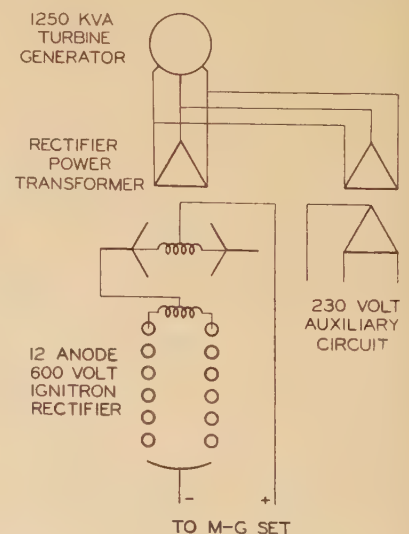 1250 KVA
TURBINE
GENERATOR
RECTIFIER
POWER
TRANSFORMER
230 VOLT
AUXILIARY
CIRCUIT
12 ANODE
600 VOLT
IGNITRON
RECTIFIER
- +
TO M-G SET